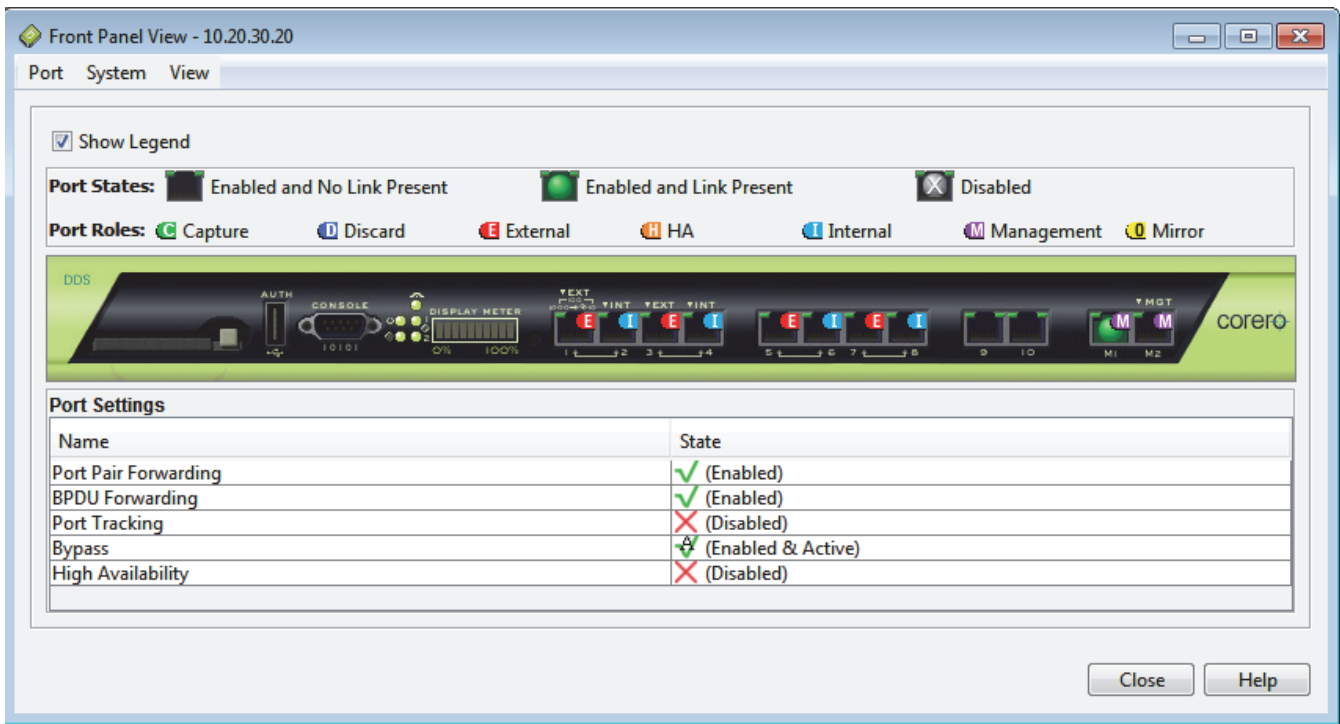 Front Panel View - 10.20.30.20
Port System View
Show Legend
Port States: Enabled and No Link Present Enabled and Link Present X Disabled
Port Roles: C Capture D Discard E External H HA I Internal M Management O Mirror
DDS
AUTH
CONSOLE
10101
DISPLAY METER
0% 100%
1
2
▼EXT
▼INT ▼EXT ▼INT
E I E I E I E I
1 2 3 4 5 6 7 8 9 10
▼MGT
M M
M1 M2
corero
Port Settings
Name State
Port Pair Forwarding (Enabled)
BPDU Forwarding (Enabled)
Port Tracking (Disabled)
Bypass A (Enabled & Active)
High Availability (Disabled)
Close Help